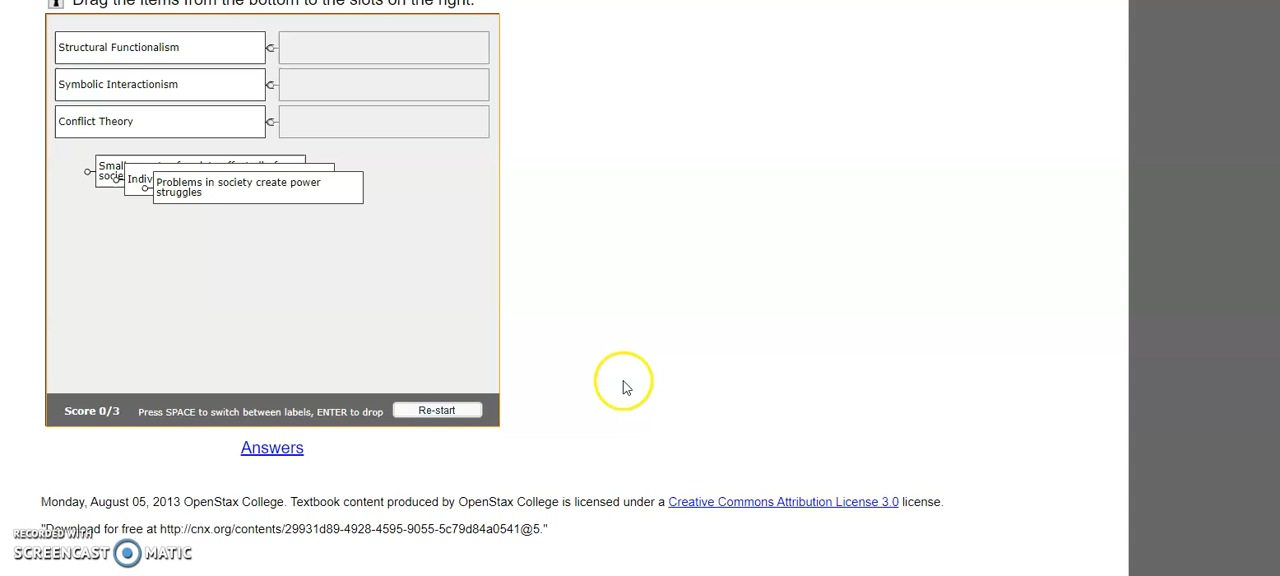 Drag the items from the bottom to the slots on the right.
Structural Functionalism
Symbolic Interactionism
Conflict Theory
Problems in society create power
struggles
Score 0/3 Press SPACE to switch between labels, ENTER to drop Re-start
Answers
Monday, August 05, 2013 OpenStax College. Textbook content produced by OpenStax College is licensed under a Creative Commons Attribution License 3.0 license.
"Download for free at http://cnx.org/contents/29931d89-4928-4595-9055-5c79d84a0541@5."
RECORDED WITH
SCREENCAST MATIC